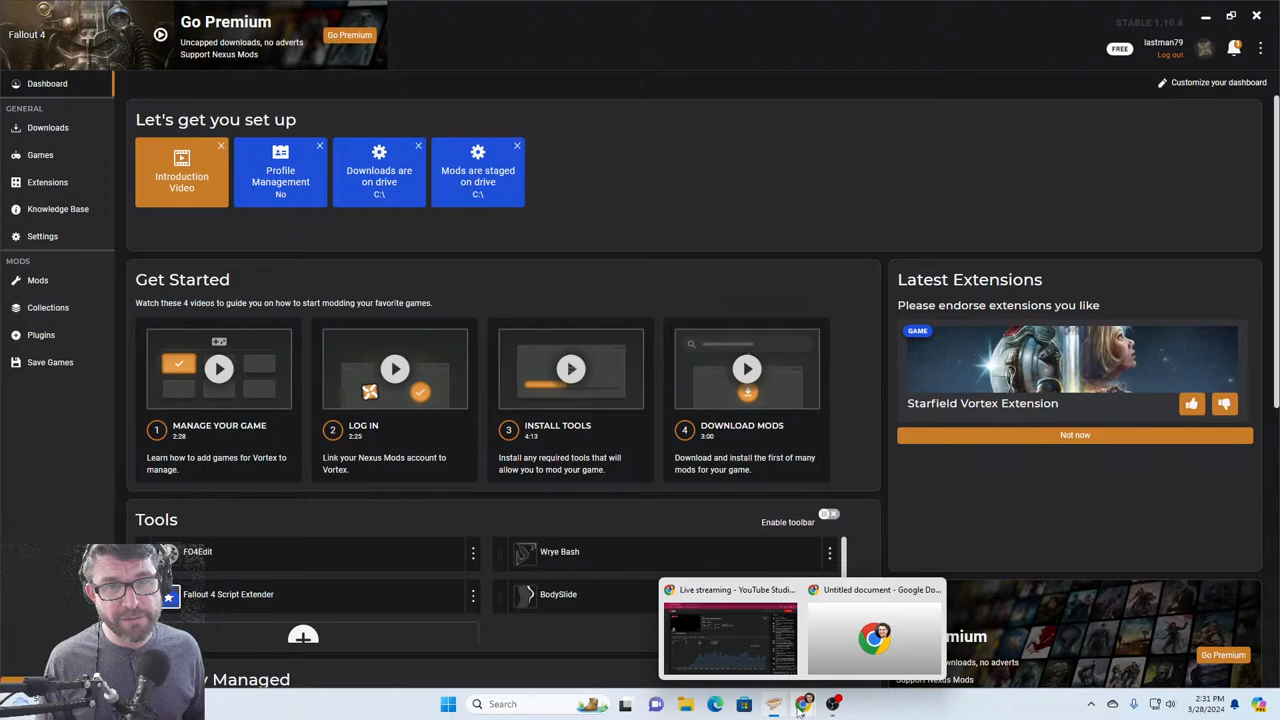 Fallout 4
Go Premium
Uncapped downloads, no adverts
Support Nexus Mods
Go Premium
STABLE 1.10.8
FREE
lastman79
Log out
Dashboard
Customize your dashboard
GENERAL
Downloads
Games
Extensions
Knowledge Base
Settings
MODS
Mods
Collections
Plugins
Save Games
Let's get you set up
Introduction
Video
Profile
Management
No
Downloads are
on drive
C:\
Mods are staged
on drive
C:\
Get Started
Watch these 4 videos to guide you on how to start modding your favorite games.
1 MANAGE YOUR GAME
2:28
Learn how to add games for Vortex to
manage.
2 LOG IN
2:25
Link your Nexus Mods account to
Vortex.
3 INSTALL TOOLS
4:13
Install any required tools that will
allow you to mod your game.
4 DOWNLOAD MODS
3:00
Download and install the first of many
mods for your game.
Latest Extensions
Please endorse extensions you like
GAME
Starfield Vortex Extension
Not now
Tools
Enable toolbar
FO4Edit
Wrye Bash
Fallout 4 Script Extender
BodySlide
Live streaming - YouTube Studi...
Untitled document - Google Do...
mium
wnloads, no adverts
us Mods
Go Premium
y Managed
Search
2:31 PM
3/28/2024